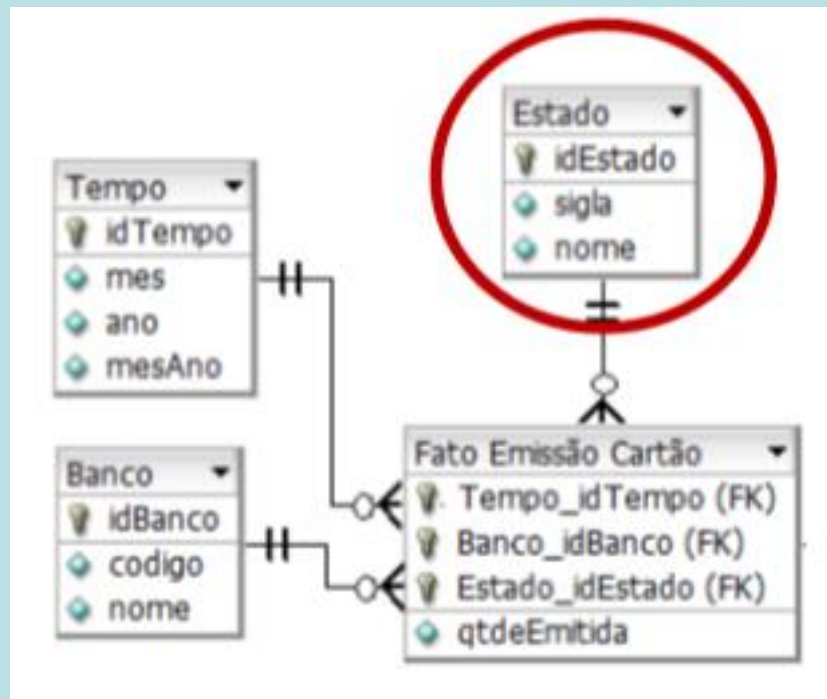 Estado
idEstado
sigla
nome
Tempo
idTempo
mes
ano
mesAno
Banco
idBanco
codigo
nome
Fato Emissão Cartão
Tempo_idTempo (FK)
Banco_idBanco (FK)
Estado_idEstado (FK)
qtdeEmitida